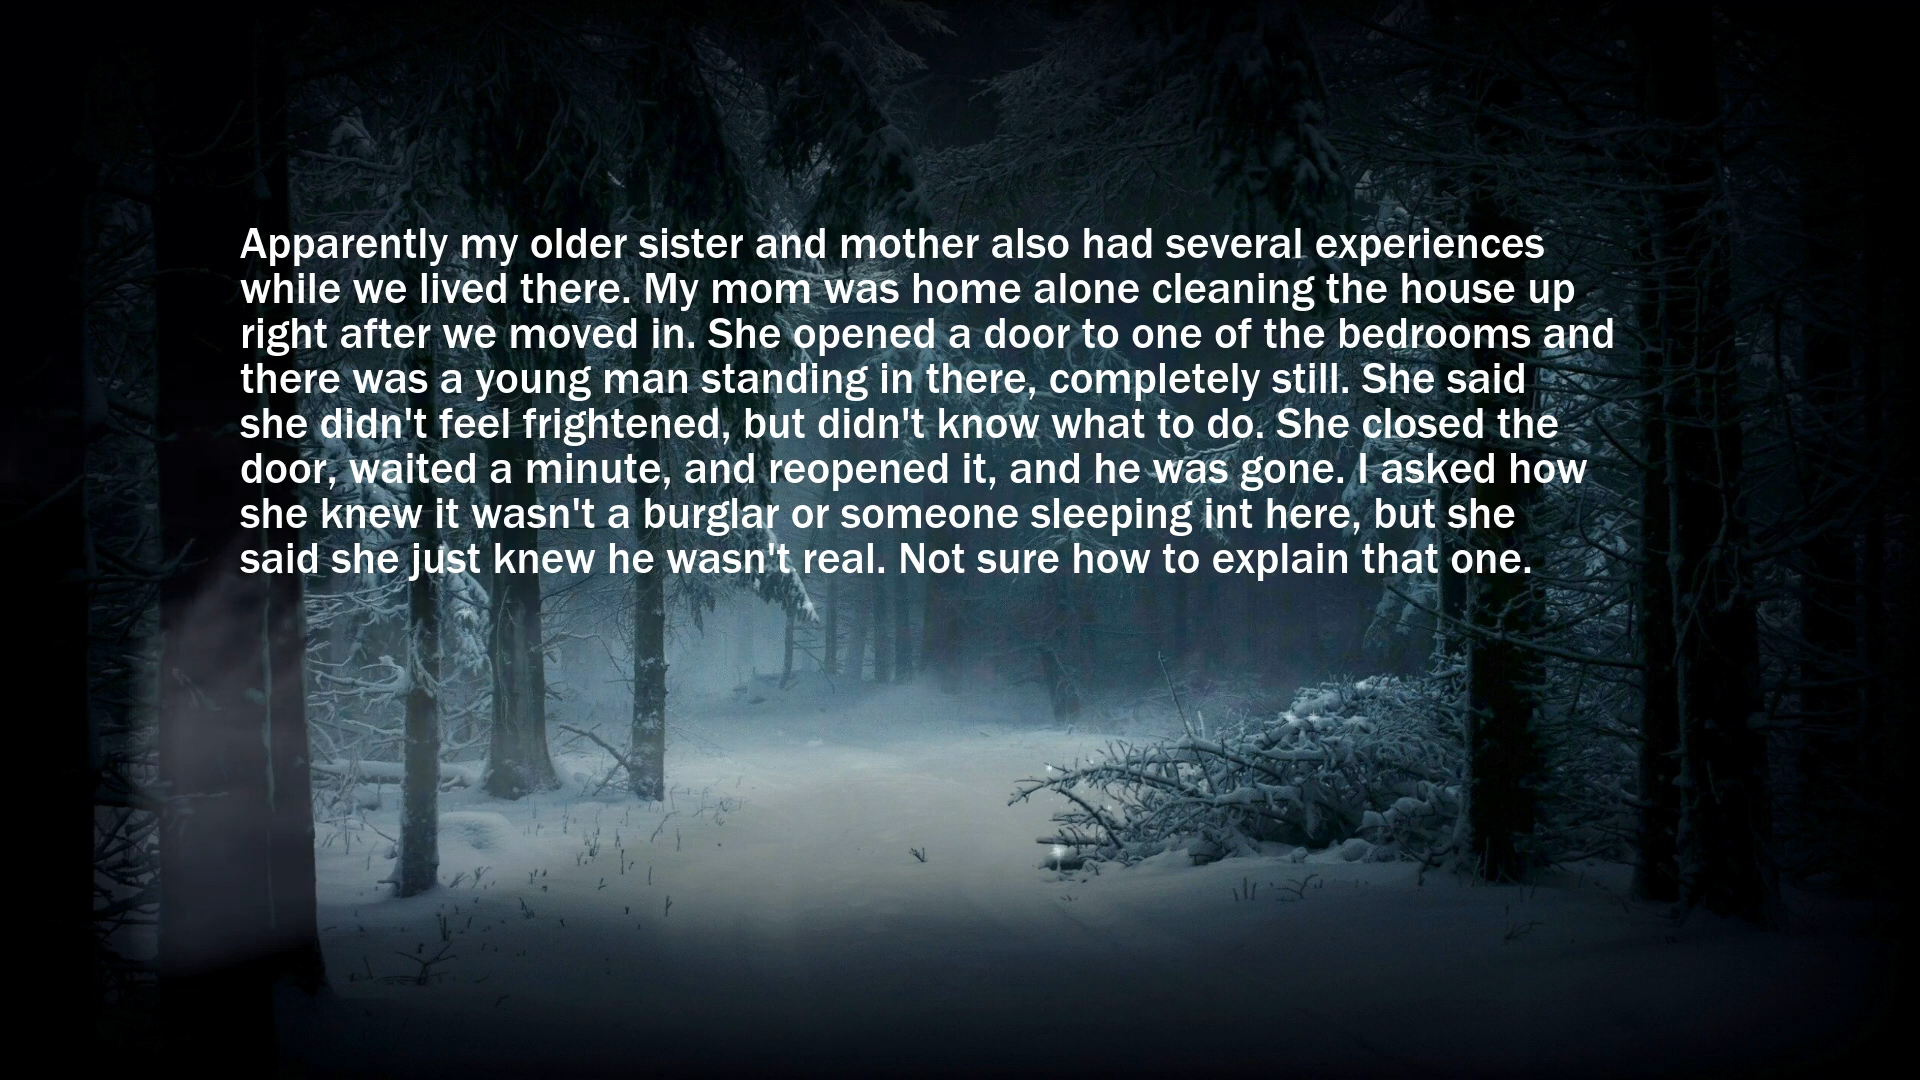 Apparently my older sister and mother also had several experiences
while we lived there. My mom was home alone cleaning the house up
right after we moved in. She opened a door to one of the bedrooms and
there was a young man standing in there, completely still. She said
she didn't feel frightened, but didn't know what to do. She closed the
door, waited a minute, and reopened it, and he was gone. I asked how
she knew it wasn't a burglar or someone sleeping int here, but she
said she just knew he wasn't real. Not sure how to explain that one.